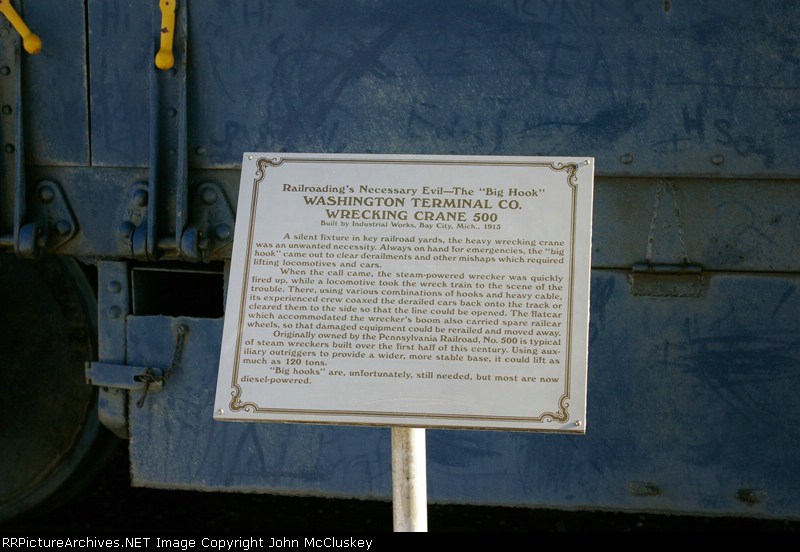 Railroading's Necessary Evil—The "Big Hook"
WASHINGTON TERMINAL CO.
WRECKING CRANE 500
Built by Industrial Works, Bay City, Mich., 1915
A silent fixture in key railroad yards, the heavy wrecking crane
was an unwanted necessity. Always on hand for emergencies, the "big
hook" came out to clear derailments and other mishaps which required
lifting locomotives and cars.
When the call came, the steam-powered wrecker was quickly
fired up, while a locomotive took the wreck train to the scene of the
trouble. There, using various combinations of hooks and heavy cable,
its experienced crew coaxed the derailed cars back onto the track or
cleared them to the side so that the line could be opened. The flatcar
which accommodated the wrecker's boom also carried spare railcar
wheels, so that damaged equipment could be rerailed and moved away.
Originally owned by the Pennsylvania Railroad, No. 500 is typical
of steam wreckers built over the first half of this century. Using aux-
iliary outriggers to provide a wider, more stable base, it could lift as
much as 120 tons.
"Big hooks" are, unfortunately, still needed, but most are now
diesel-powered.
RRPictureArchives.NET Image Copyright John McCluskey